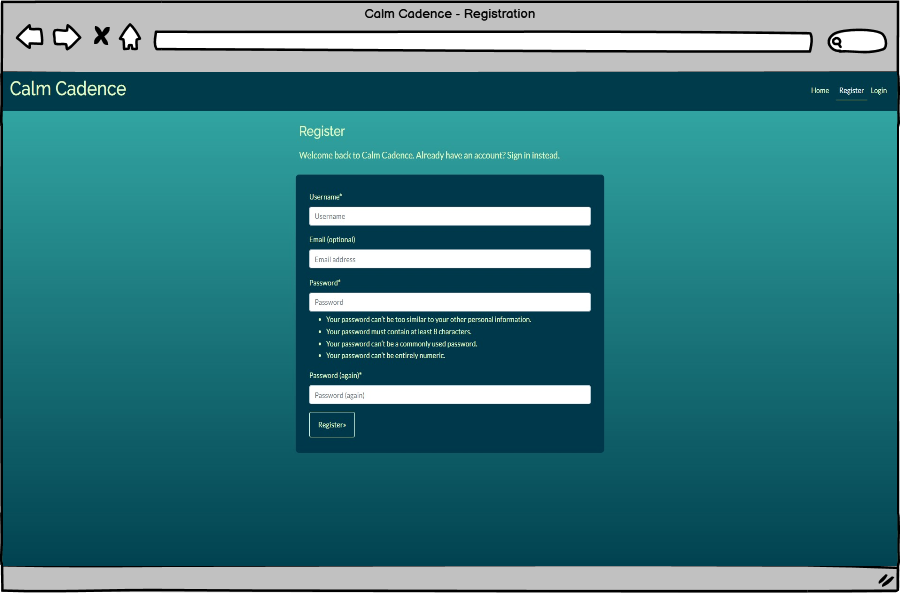 Calm Cadence - Registration
Calm Cadence
Home Register Login
Register
Welcome back to Calm Cadence. Already have an account? Sign in instead.
Username*
Username
Email (optional)
Email address
Password*
Password
• Your password can't be too similar to your other personal information.
• Your password must contain at least 8 characters.
• Your password can't be a commonly used password.
• Your password can't be entirely numeric.
Password (again)*
Password (again)
Register»